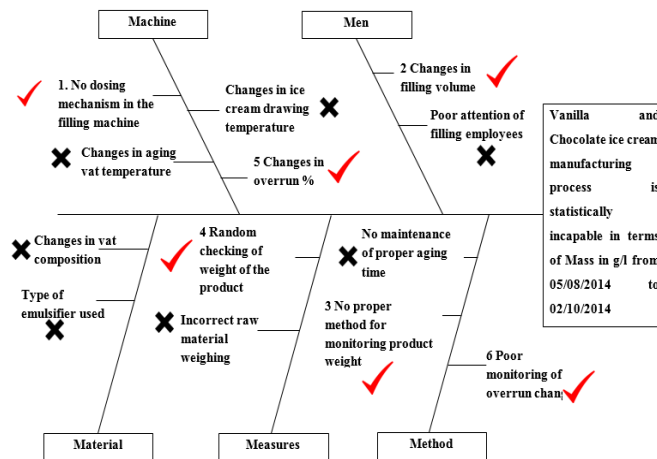 Machine
Men
1. No dosing
mechanism in the
filling machine
Changes in ice
cream drawing
temperature
2 Changes in
filling volume
Poor attention of
filling employees
Changes in aging
vat temperature
5 Changes in
overrun %
Vanilla and
Chocolate ice cream
manufacturing
process is
statistically
incapable in terms
of Mass in g/l from
05/08/2014 to
02/10/2014
Changes in vat
composition
Type of
emulsifier used
4 Random
checking of
weight of the
product
Incorrect raw
material
weighing
No maintenance
of proper aging
time
3 No proper
method for
monitoring product
weight
6 Poor
monitoring of
overrun chan
Material
Measures
Method